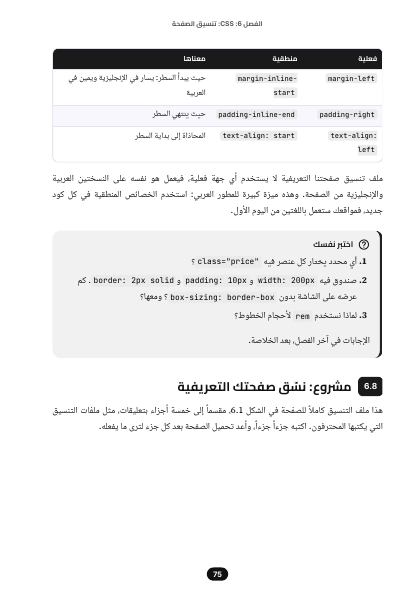 الفصل 6: CSS: تنسيق الصفحة
فعلية منطقية معناها
margin-left margin-inline- حيث يبدأ السطر: يسار في الإنجليزية ويمين في
start العربية
padding-right padding-inline-end حيث ينتهي السطر
text-align: text-align: start المحاذاة إلى بداية السطر
left
ملف تنسيق صفحتنا التعريفية لا يستخدم أي جهة فعلية، فيعمل هو نفسه على النسختين العربية
والإنجليزية من الصفحة. وهذه ميزة كبيرة للمطور العربي: استخدم الخصائص المنطقية في كل كود
جديد، فمواقعك ستعمل باللغتين من اليوم الأول.
اختبر نفسك
1. أي محدد يختار كل عنصر فيه class="price" ؟
2. صندوق فيه width: 200px و padding: 10px و border: 2px solid . كم
عرضه على الشاشة بدون box-sizing: border-box ؟ ومعها؟
3. لماذا نستخدم rem لأحجام الخطوط؟
الإجابات في آخر الفصل، بعد الخلاصة.
6.8 مشروع: نسّق صفحتك التعريفية
هذا ملف التنسيق كاملاً للصفحة في الشكل 6.1، مقسماً إلى خمسة أجزاء بتعليقات، مثل ملفات التنسيق
التي يكتبها المحترفون. اكتبه جزءاً جزءاً، وأعد تحميل الصفحة بعد كل جزء لترى ما يفعله.
75